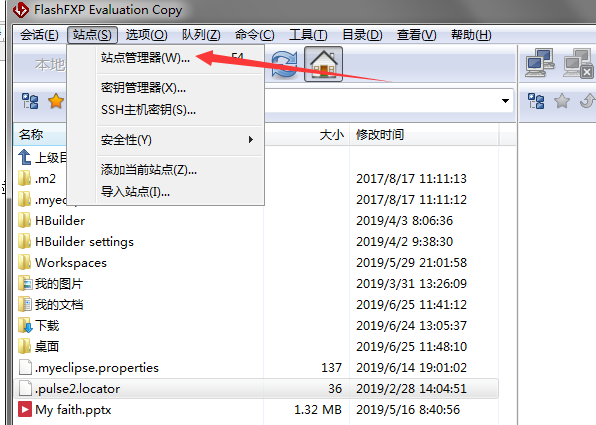 FlashFXP Evaluation Copy
会话(E) 站点(S) 选项(O) 队列(Z) 命令(C) 工具(T) 目录(D) 查看(V) 帮助(H)
本地
站点管理器(W)...
密钥管理器(X)...
SSH主机密钥(S)...
安全性(Y)
添加当前站点(Z)...
导入站点(I)...
名称 大小 修改时间
上级目
.m2 2017/8/17 11:11:13
.myec 2017/8/17 11:11:12
HBuilder 2019/4/3 8:06:36
HBuilder settings 2019/4/2 9:38:30
Workspaces 2019/5/29 21:01:58
我的图片 2019/3/31 13:26:09
我的文档 2019/6/25 11:41:12
下载 2019/6/24 13:05:37
桌面 2019/6/25 11:48:10
.myeclipse.properties 137 2019/6/14 19:01:02
.pulse2.locator 36 2019/2/28 14:04:51
My faith.pptx 1.32 MB 2019/5/16 8:40:56